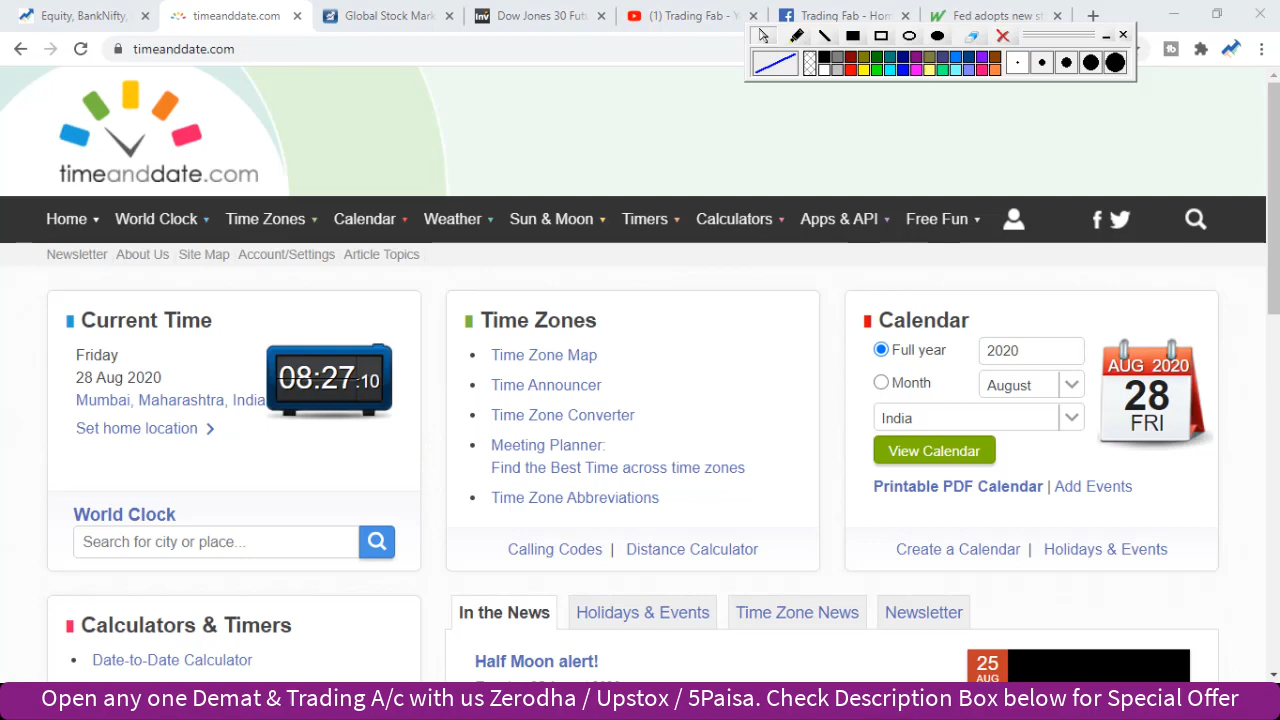 Equity, BankNifty,
timeanddate.com
Global Stock Mark
Dow Jones 30 Futu
(1) Trading Fab - Y
Trading Fab - Hom
Fed adopts new st
timeanddate.com
timeanddate.com
Home
World Clock
Time Zones
Calendar
Weather
Sun & Moon
Timers
Calculators
Apps & API
Free Fun
Newsletter
About Us
Site Map
Account/Settings
Article Topics
Current Time
Friday
28 Aug 2020
Mumbai, Maharashtra, India
Set home location
08:27:10
World Clock
Search for city or place...
Time Zones
Time Zone Map
Time Announcer
Time Zone Converter
Meeting Planner:
Find the Best Time across time zones
Time Zone Abbreviations
Calling Codes | Distance Calculator
Calendar
Full year
2020
Month
August
India
View Calendar
AUG 2020
28
FRI
Printable PDF Calendar | Add Events
Create a Calendar | Holidays & Events
Calculators & Timers
Date-to-Date Calculator
In the News
Holidays & Events
Time Zone News
Newsletter
Half Moon alert!
25
AUG
Open any one Demat & Trading A/c with us Zerodha / Upstox / 5Paisa. Check Description Box below for Special Offer